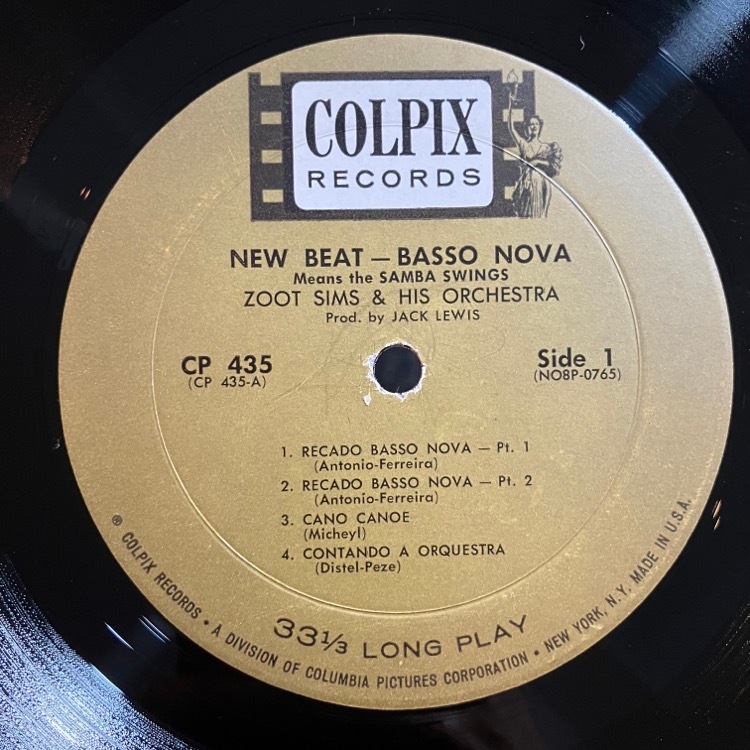 COLPIX
RECORDS
NEW BEAT — BASSO NOVA
Means the SAMBA SWINGS
ZOOT SIMS & HIS ORCHESTRA
Prod. by JACK LEWIS
CP 435
(CP 435-A)
Side 1
(NO8P-0765)
1. RECADO BASSO NOVA — Pt. 1
(Antonio-Ferreira)
2. RECADO BASSO NOVA — Pt. 2
(Antonio-Ferreira)
3. CANO CANOE
(Micheyl)
4. CONTANDO A ORQUESTRA
(Distel-Peze)
33⅓ LONG PLAY
® COLPIX RECORDS • A DIVISION OF COLUMBIA PICTURES CORPORATION • NEW YORK, N.Y. MADE IN U.S.A.